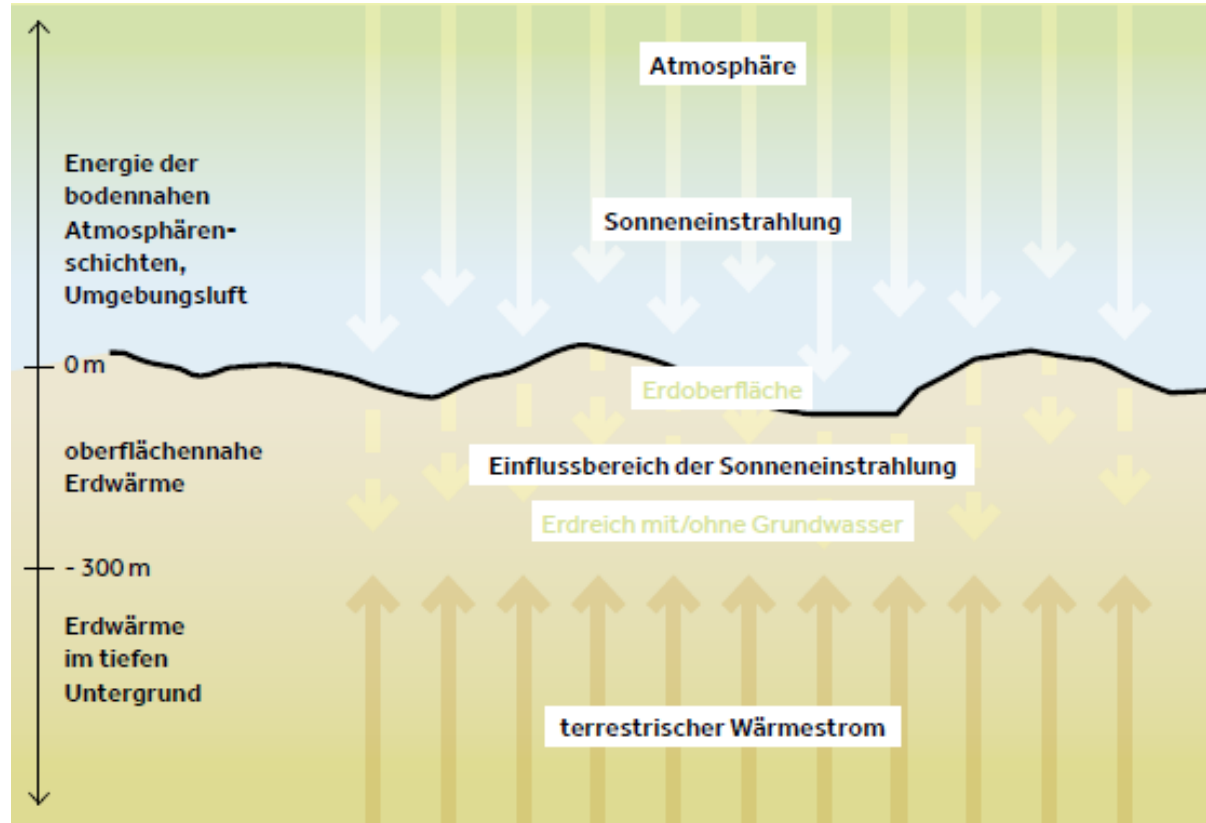 Atmosphäre
Energie der
bodennahen
Atmosphären-
schichten,
Umgebungsluft
Sonneneinstrahlung
0 m
Erdoberfläche
oberflächennahe
Erdwärme
Einflussbereich der Sonneneinstrahlung
Erdreich mit/ohne Grundwasser
- 300 m
Erdwärme
im tiefen
Untergrund
terrestrischer Wärmestrom